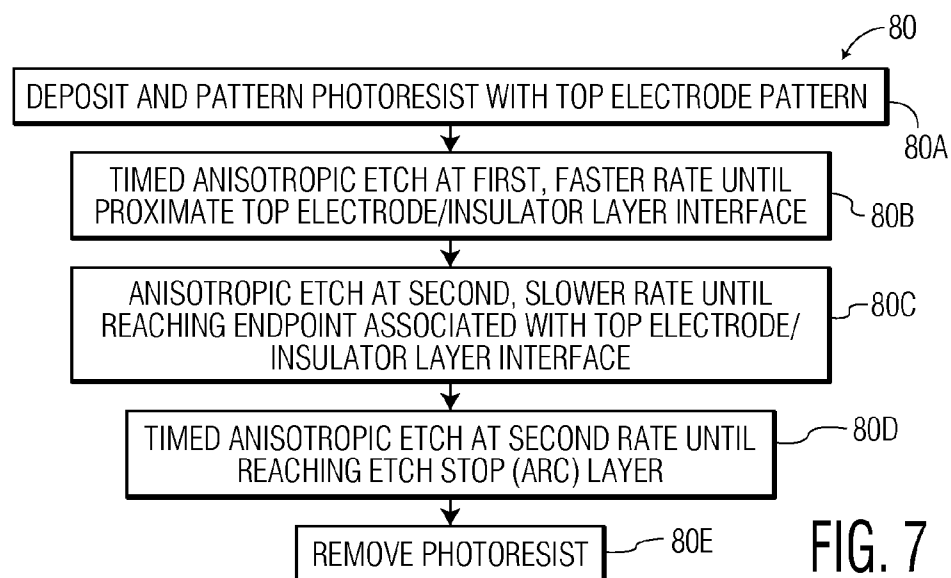 80
DEPOSIT AND PATTERN PHOTORESIST WITH TOP ELECTRODE PATTERN
80A
TIMED ANISOTROPIC ETCH AT FIRST, FASTER RATE UNTIL
PROXIMATE TOP ELECTRODE/INSULATOR LAYER INTERFACE
80B
ANISOTROPIC ETCH AT SECOND, SLOWER RATE UNTIL
REACHING ENDPOINT ASSOCIATED WITH TOP ELECTRODE/
INSULATOR LAYER INTERFACE
80C
TIMED ANISOTROPIC ETCH AT SECOND RATE UNTIL
REACHING ETCH STOP (ARC) LAYER
80D
REMOVE PHOTORESIST
80E
FIG. 7